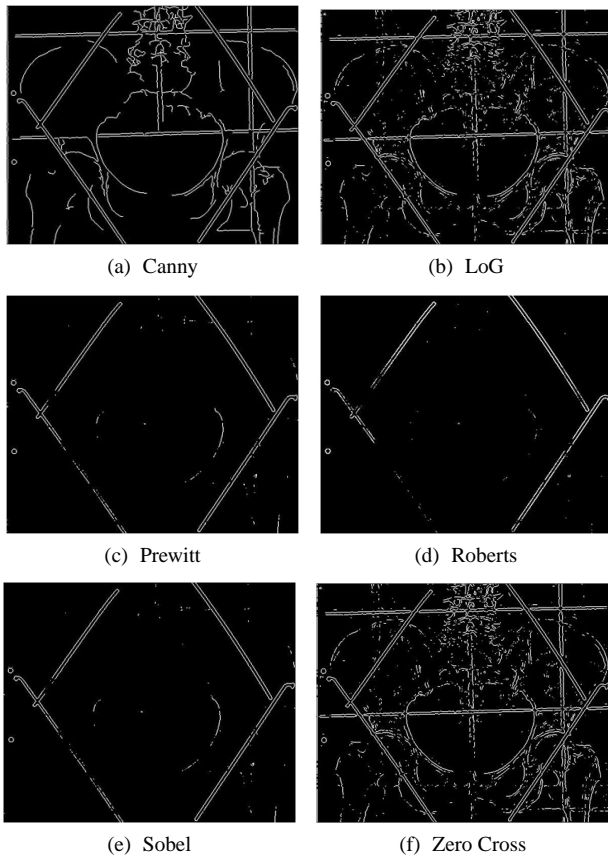 (a) Canny
(b) LoG
(c) Prewitt
(d) Roberts
(e) Sobel
(f) Zero Cross